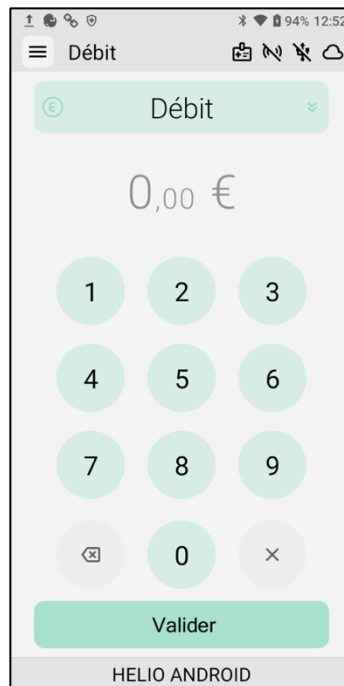 94% 12:52
Débit
Débit
0,00 €
1 2 3
4 5 6
7 8 9
0
Valider
HELIO ANDROID